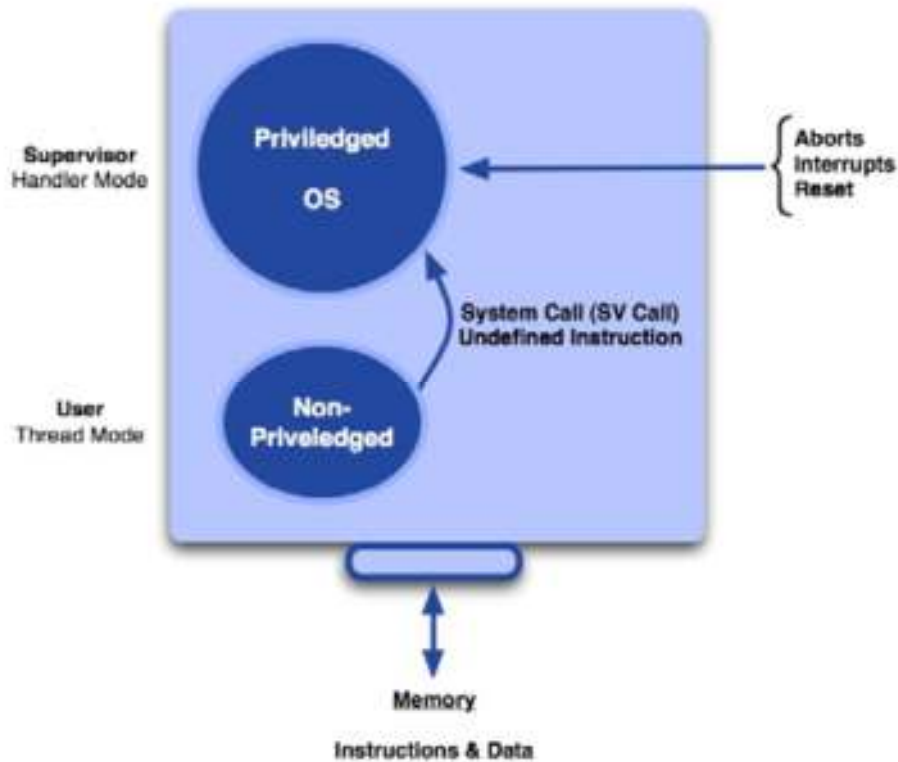 Priviledged
OS
Supervisor
Handler Mode
Aborts
Interrupts
Reset
System Call (SV Call)
Undefined Instruction
User
Thread Mode
Non-
Priveledged
Memory
Instructions & Data